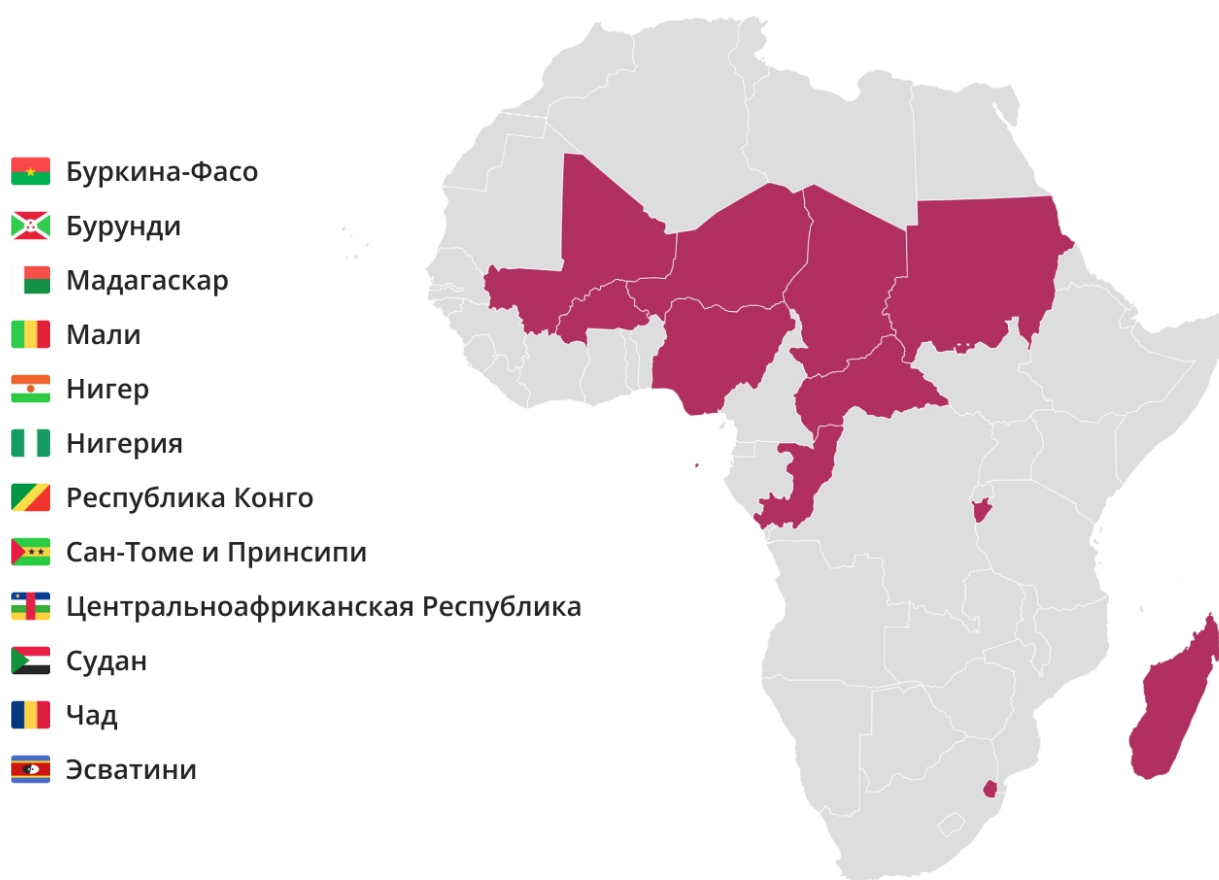 Буркина-Фасо
Бурунди
Мадагаскар
Мали
Нигер
Нигерия
Республика Конго
Сан-Томе и Принсипи
Центральноафриканская Республика
Судан
Чад
Эсватини